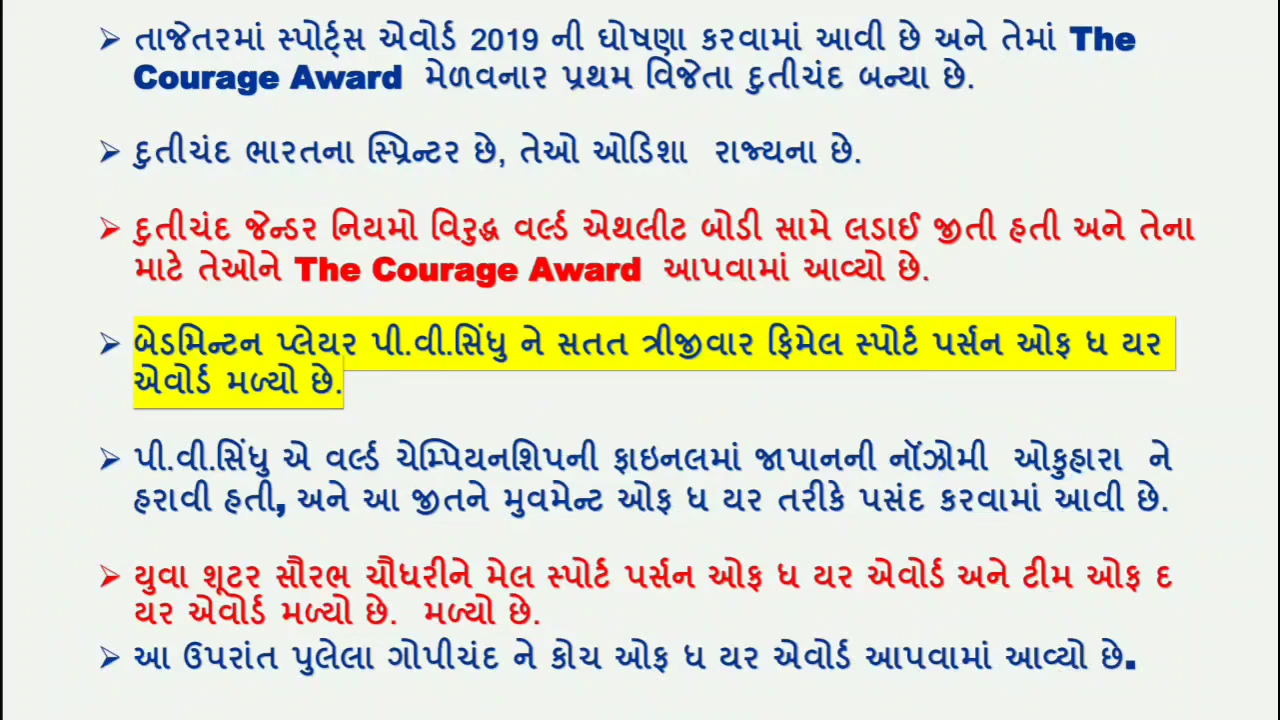 ➢ તાજેતરમાં સ્પોર્ટ્સ એવોર્ડ 2019 ની ઘોષણા કરવામાં આવી છે અને તેમાં The
Courage Award મેળવનાર પ્રથમ વિજેતા દુતીચંદ બન્યા છે.
➢ દુતીચંદ ભારતના સ્પ્રિન્ટર છે, તેઓ ઓડિશા રાજ્યના છે.
➢ દુતીચંદ જેન્ડર નિયમો વિરુદ્ધ વર્લ્ડ એથલીટ બોડી સામે લડાઈ જીતી હતી અને તેના
માટે તેઓને The Courage Award આપવામાં આવ્યો છે.
➢ બેડમિન્ટન પ્લેયર પી.વી.સિંધુ ને સતત ત્રીજીવાર ફિમેલ સ્પોર્ટ પર્સન ઓફ ધ યર
એવોર્ડ મળ્યો છે.
➢ પી.વી.સિંધુ એ વર્લ્ડ ચેમ્પિયનશિપની ફાઇનલમાં જાપાનની નૉઝોમી ઓકુહારા ને
હરાવી હતી, અને આ જીતને મુવમેન્ટ ઓફ ધ યર તરીકે પસંદ કરવામાં આવી છે.
➢ યુવા શૂટર સૌરભ ચૌધરીને મેલ સ્પોર્ટ પર્સન ઓફ ધ યર એવોર્ડ અને ટીમ ઓફ દ
યર એવોર્ડ મળ્યો છે. મળ્યો છે.
➢ આ ઉપરાંત પુલેલા ગોપીચંદ ને કોચ ઓફ ધ યર એવોર્ડ આપવામાં આવ્યો છે.